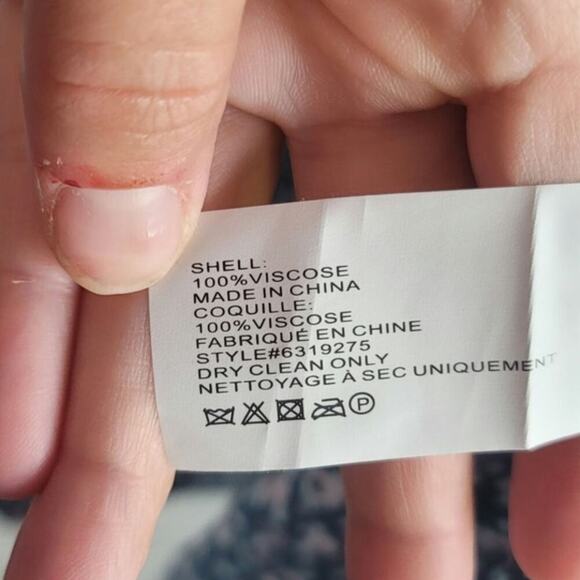 SHELL:
100%VISCOSE
MADE IN CHINA
COQUILLE:
100%VISCOSE
FABRIQUÉ EN CHINE
STYLE#6319275
DRY CLEAN ONLY
NETTOYAGE À SEC UNIQUEMENT
P